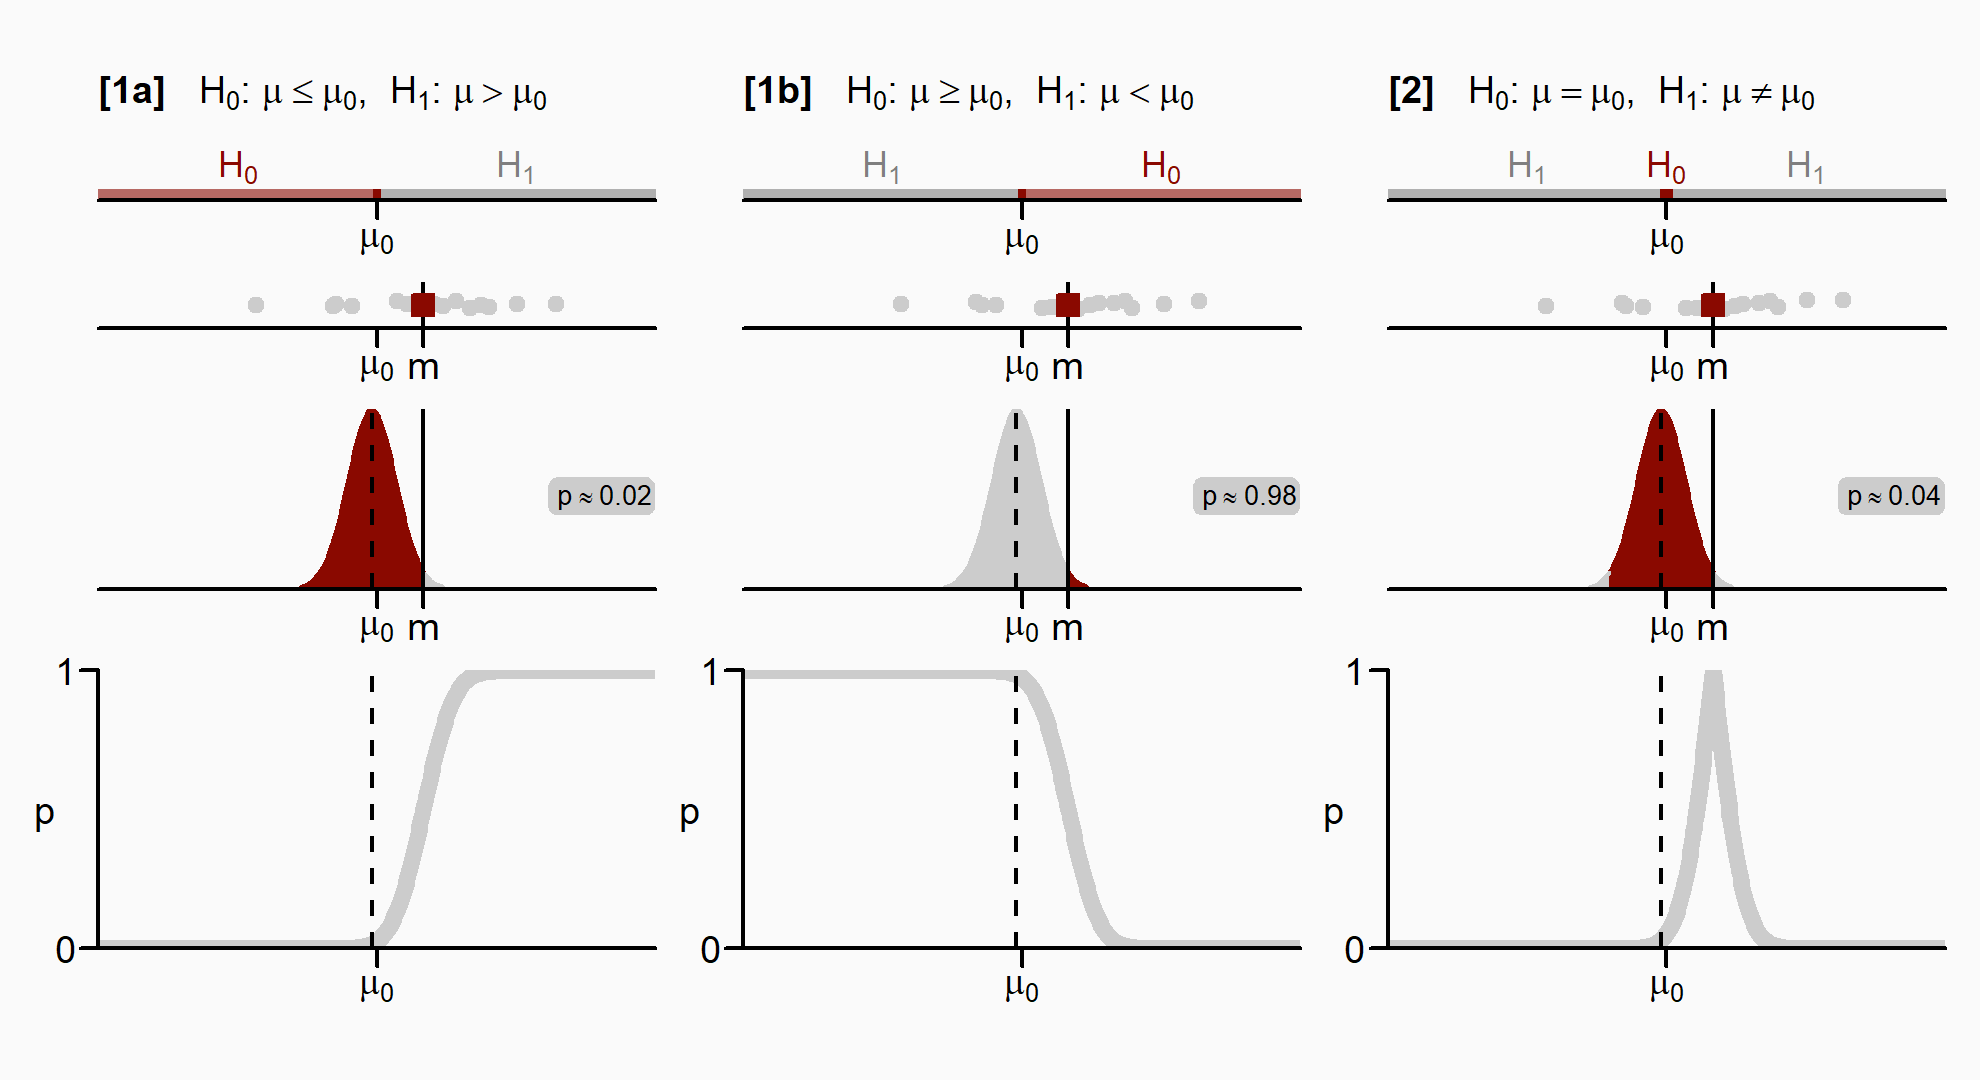 [1a] H₀: μ ≤ μ₀, H₁: μ > μ₀
H₀ H₁
μ₀
μ₀ m
p ≈ 0.02
μ₀ m
1
p
0
μ₀
[1b] H₀: μ ≥ μ₀, H₁: μ < μ₀
H₁ H₀
μ₀
μ₀ m
p ≈ 0.98
μ₀ m
1
p
0
μ₀
[2] H₀: μ = μ₀, H₁: μ ≠ μ₀
H₁ H₀ H₁
μ₀
μ₀ m
p ≈ 0.04
μ₀ m
1
p
0
μ₀